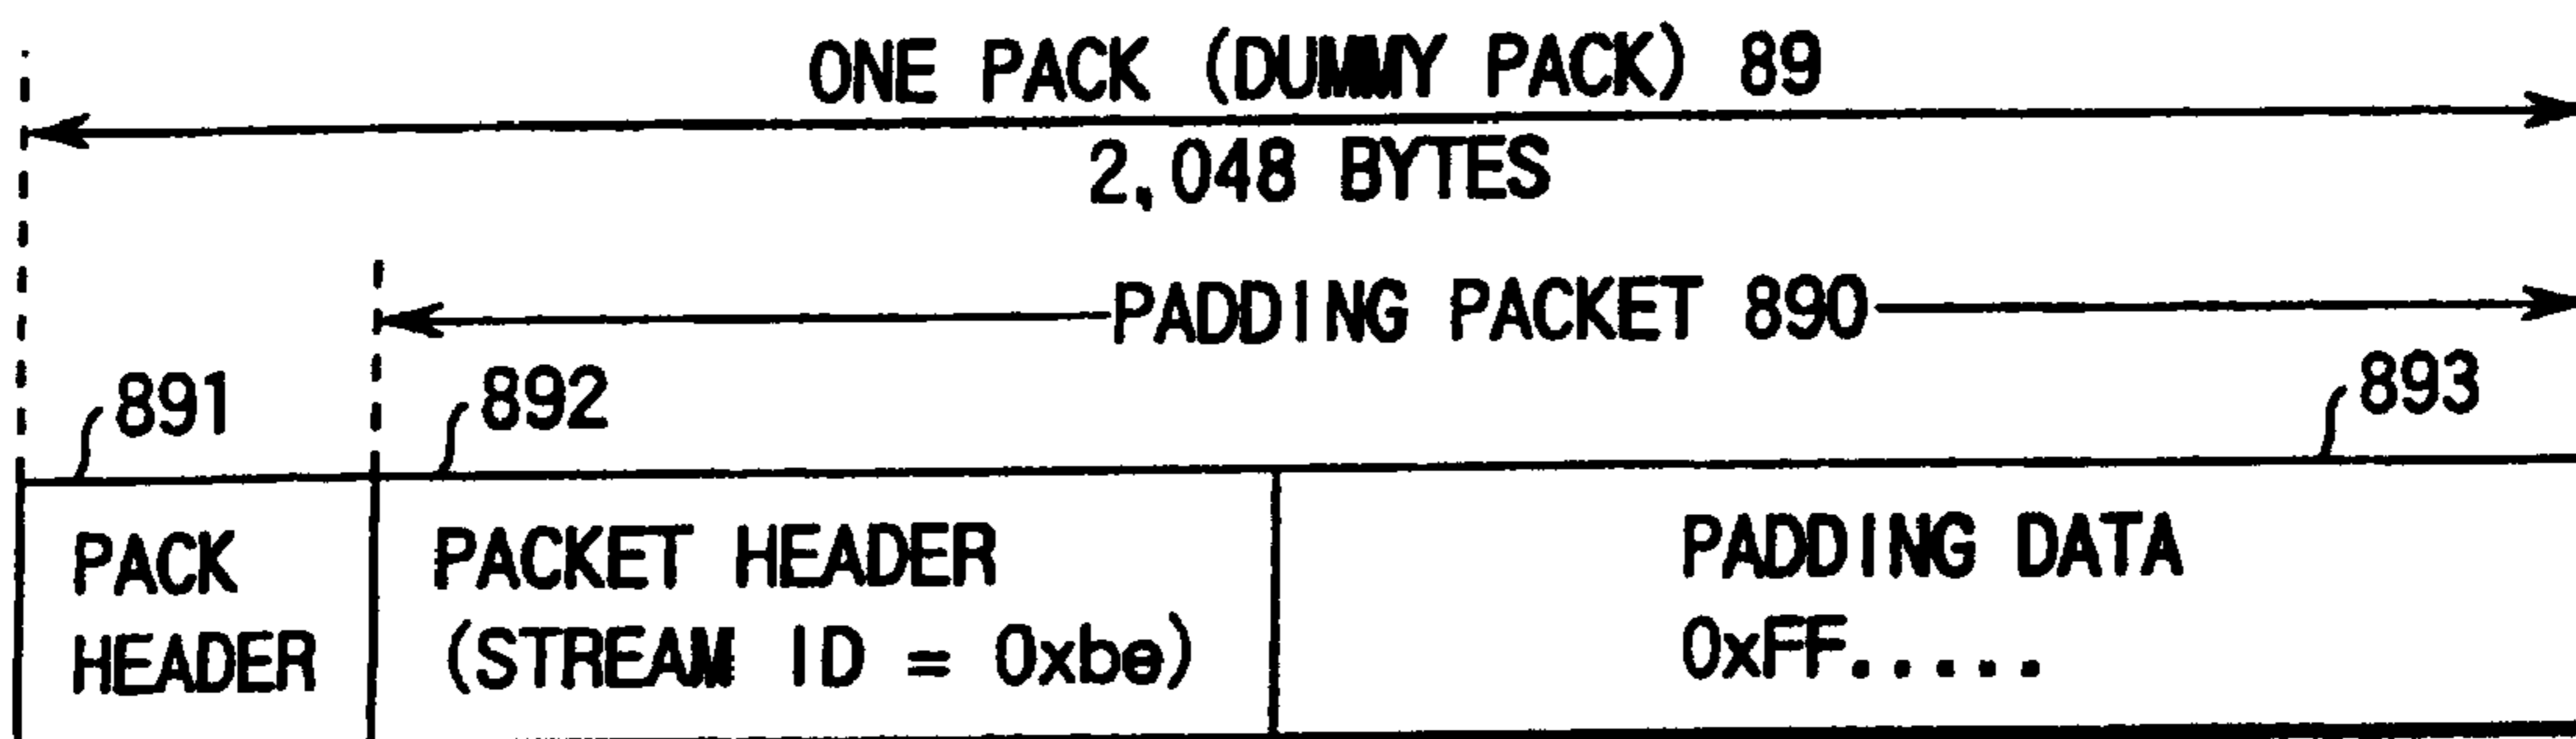 ONE PACK (DUMMY PACK) 89
2,048 BYTES
PADDING PACKET 890
891
892
893
PACK
HEADER
PACKET HEADER
(STREAM ID = 0xbe)
PADDING DATA
0xFF.....